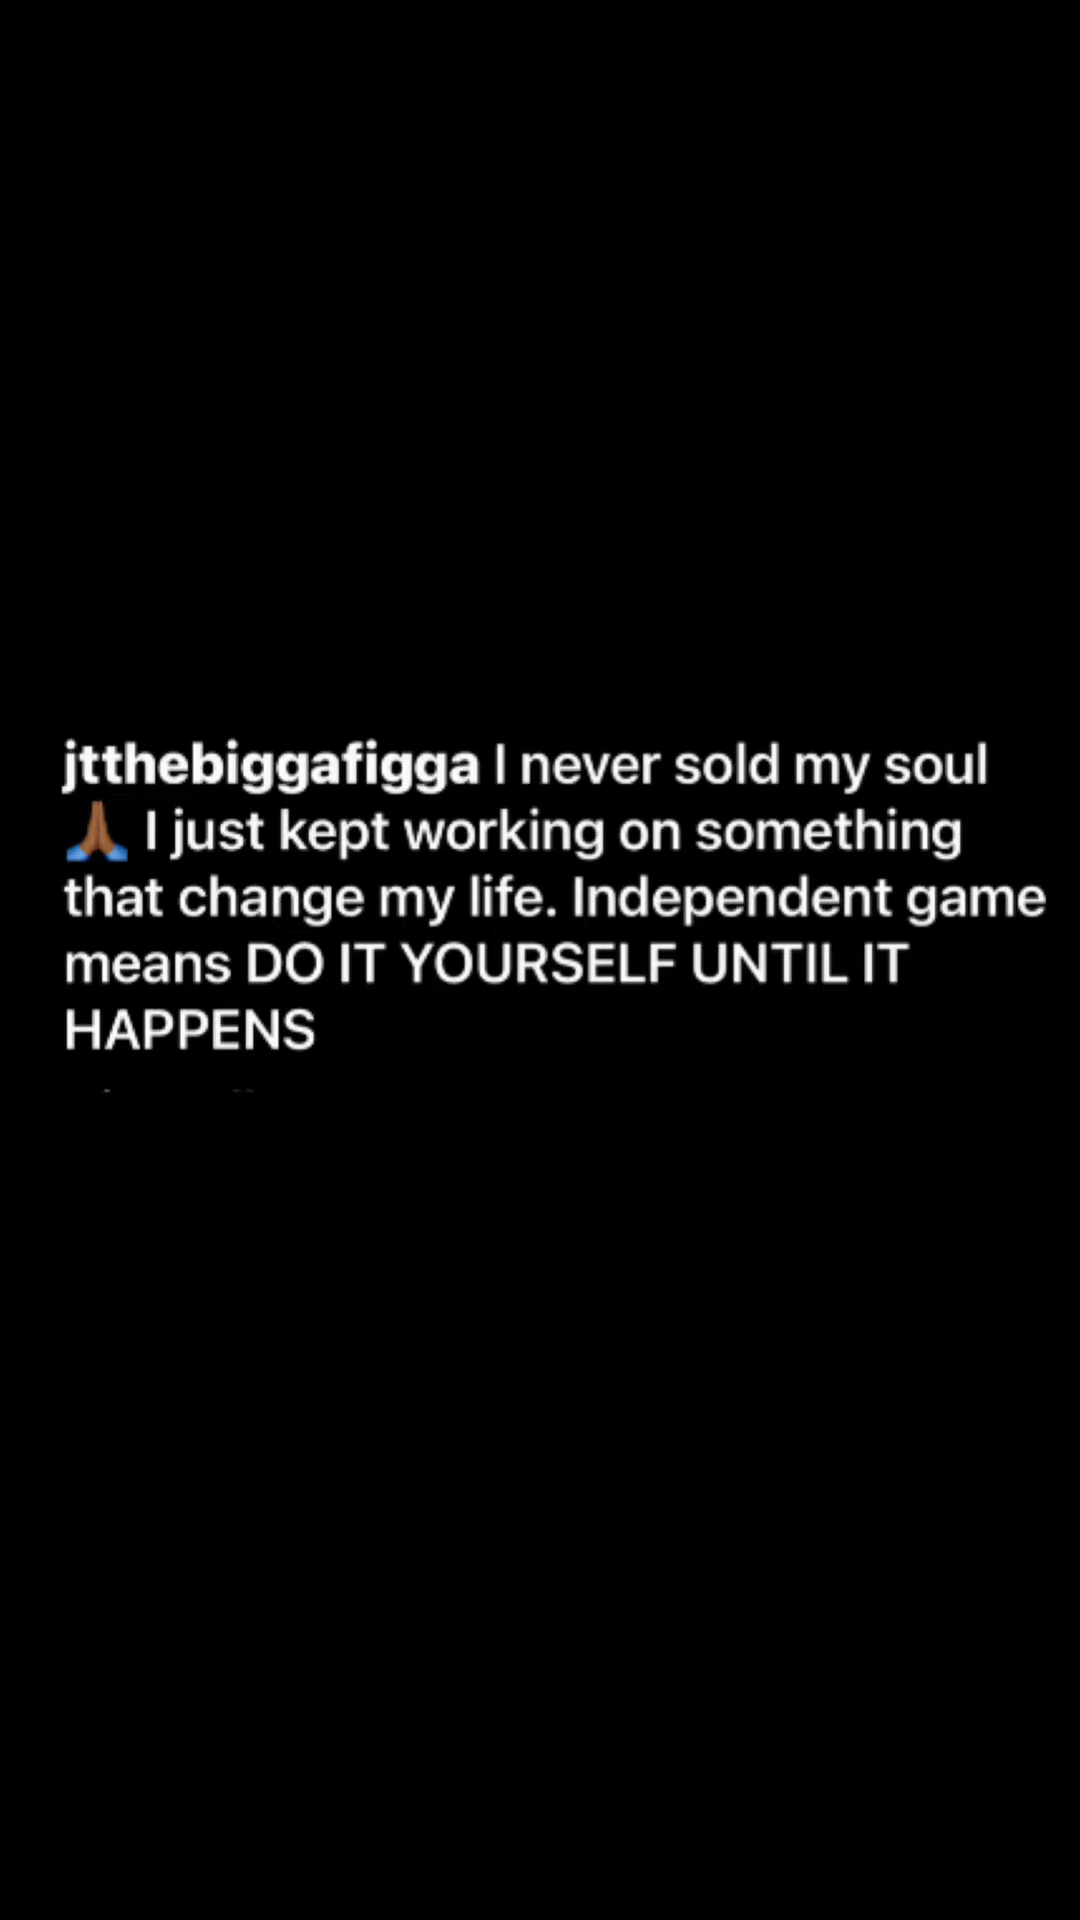 jtthebiggafigga I never sold my soul
🙏🏾 I just kept working on something
that change my life. Independent game
means DO IT YOURSELF UNTIL IT
HAPPENS